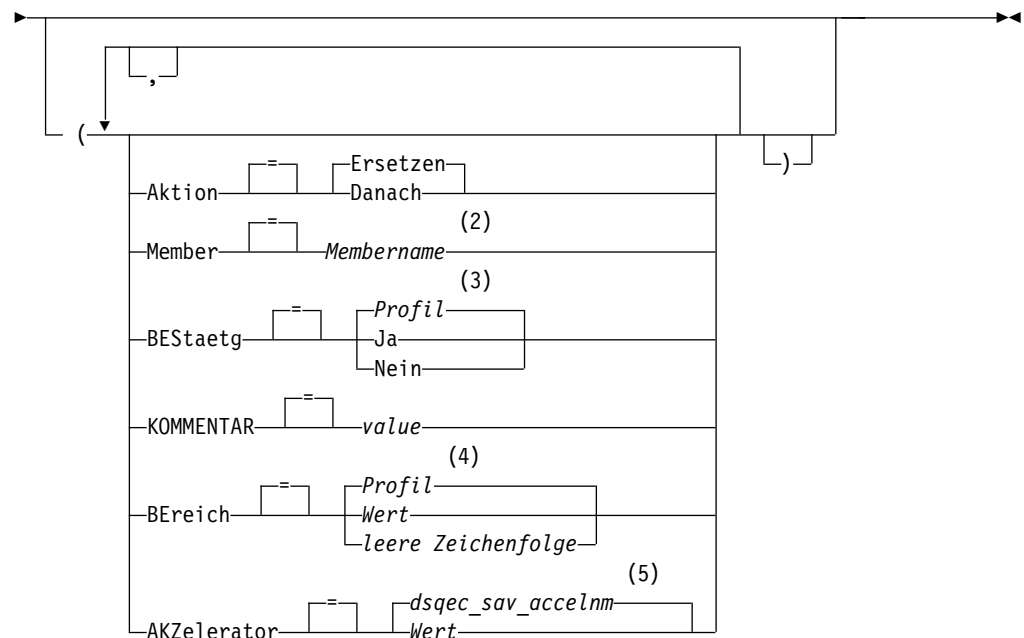 ,
(
)
=
Ersetzen
Aktion
Danach
(2)
=
Member
Membername
(3)
=
Profil
BEStaetg
Ja
Nein
=
KOMMENTAR
value
(4)
=
Profil
BEreich
Wert
leere Zeichenfolge
(5)
=
dsqec_sav_accelnm
AKZelerator
Wert